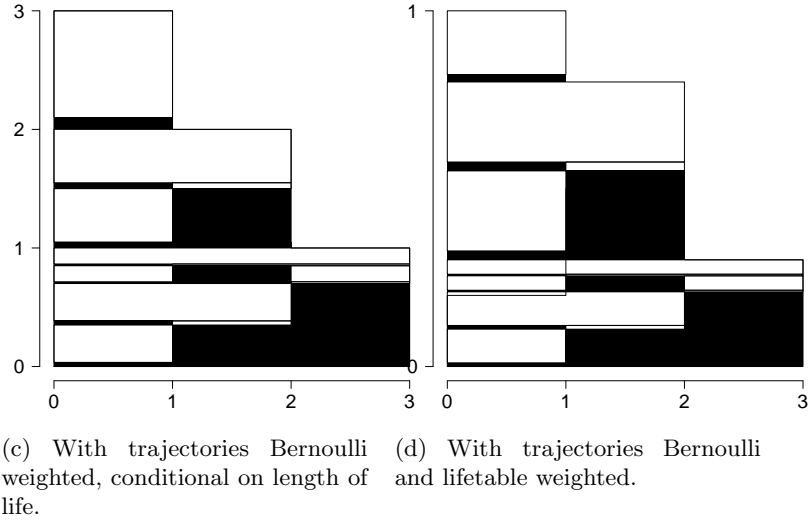 3
2
1
0
0 1 2 3
1
0
0 1 2 3
(c) With trajectories Bernoulli
weighted, conditional on length of
life.
(d) With trajectories Bernoulli
and lifetable weighted.